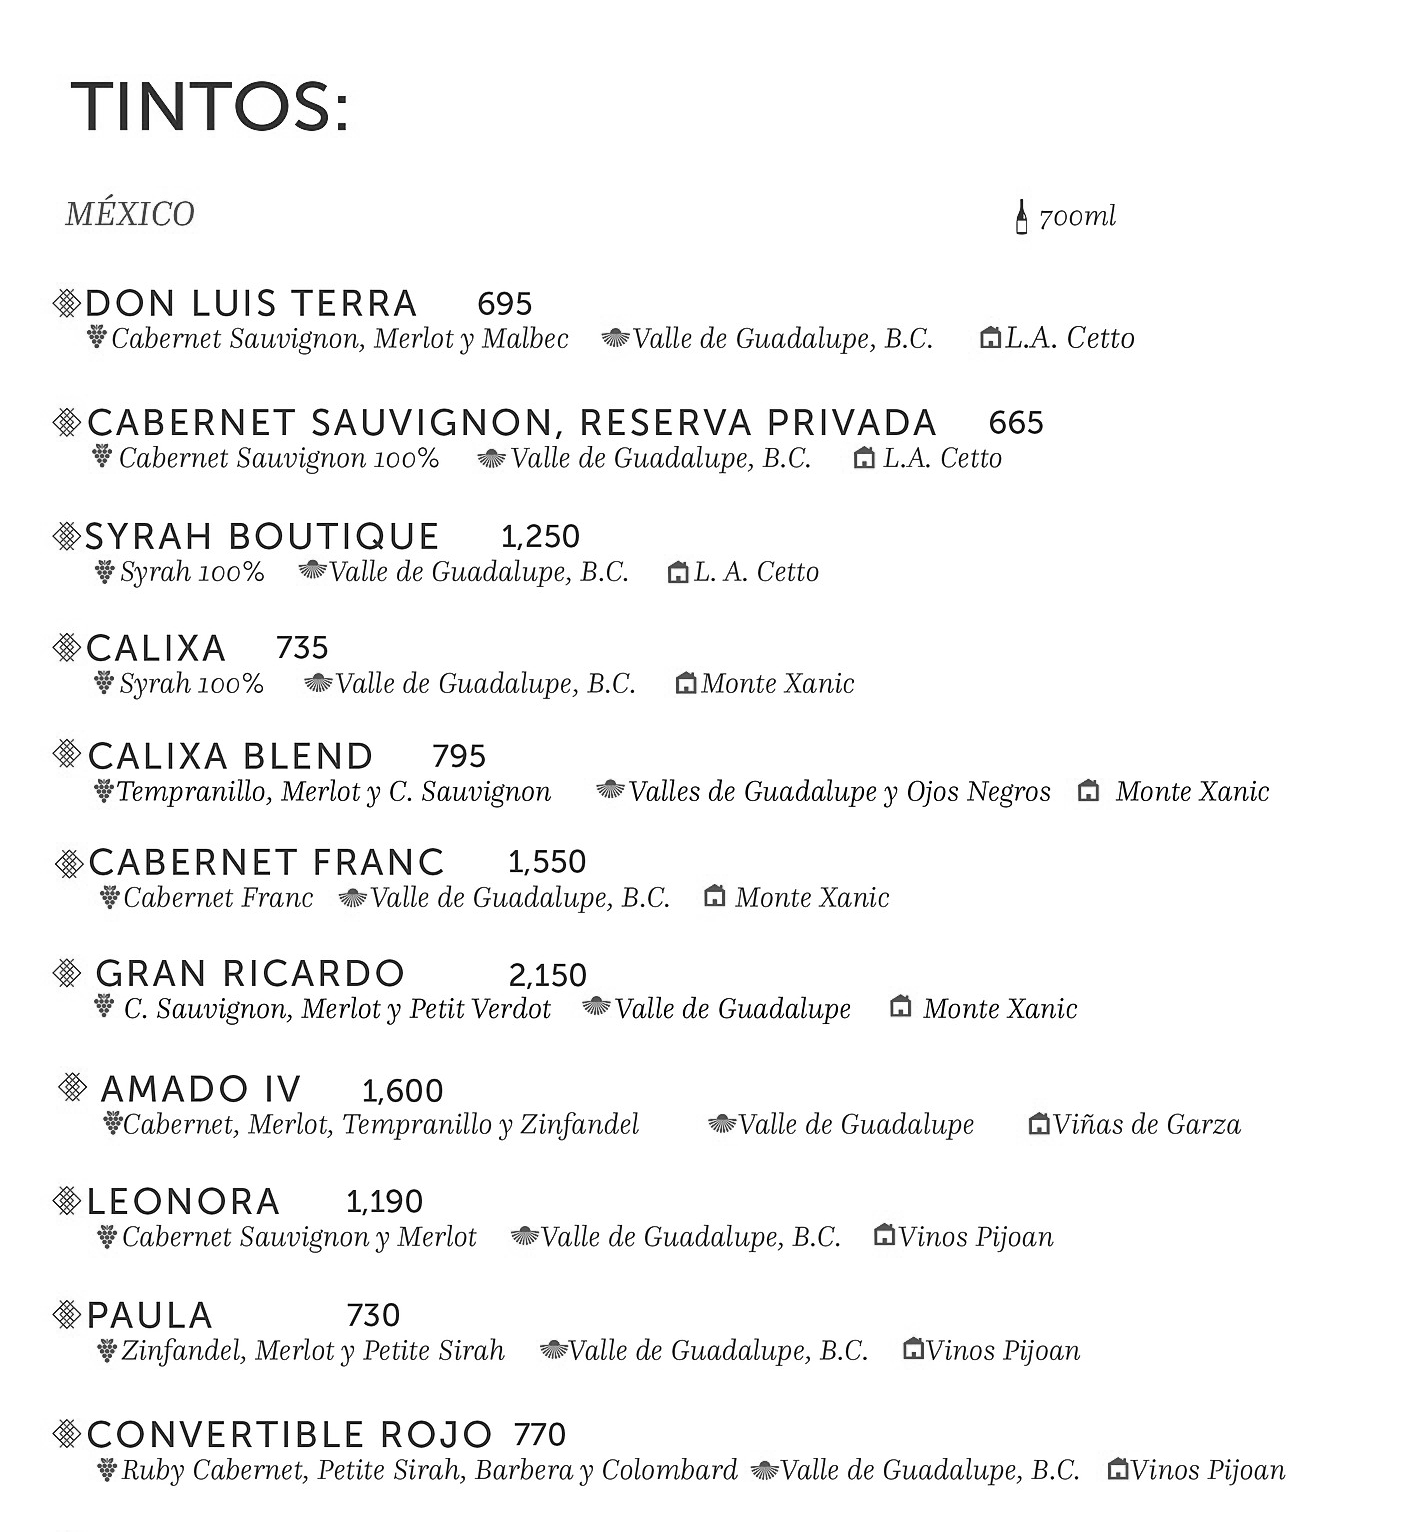 TINTOS:
MÉXICO 700ml
DON LUIS TERRA 695
Cabernet Sauvignon, Merlot y Malbec Valle de Guadalupe, B.C. L.A. Cetto
CABERNET SAUVIGNON, RESERVA PRIVADA 665
Cabernet Sauvignon 100% Valle de Guadalupe, B.C. L.A. Cetto
SYRAH BOUTIQUE 1,250
Syrah 100% Valle de Guadalupe, B.C. L. A. Cetto
CALIXA 735
Syrah 100% Valle de Guadalupe, B.C. Monte Xanic
CALIXA BLEND 795
Tempranillo, Merlot y C. Sauvignon Valles de Guadalupe y Ojos Negros Monte Xanic
CABERNET FRANC 1,550
Cabernet Franc Valle de Guadalupe, B.C. Monte Xanic
GRAN RICARDO 2,150
C. Sauvignon, Merlot y Petit Verdot Valle de Guadalupe Monte Xanic
AMADO IV 1,600
Cabernet, Merlot, Tempranillo y Zinfandel Valle de Guadalupe Viñas de Garza
LEONORA 1,190
Cabernet Sauvignon y Merlot Valle de Guadalupe, B.C. Vinos Pijoan
PAULA 730
Zinfandel, Merlot y Petite Sirah Valle de Guadalupe, B.C. Vinos Pijoan
CONVERTIBLE ROJO 770
Ruby Cabernet, Petite Sirah, Barbera y Colombard Valle de Guadalupe, B.C. Vinos Pijoan